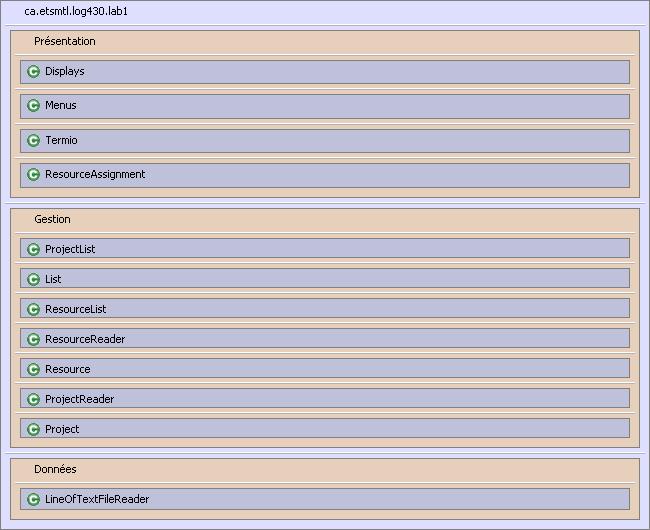 ca.etsmtl.log430.lab1
Présentation
C Displays
C Menus
C Termio
C ResourceAssignment
Gestion
C ProjectList
C List
C ResourceList
C ResourceReader
C Resource
C ProjectReader
C Project
Données
C LineOfTextFileReader